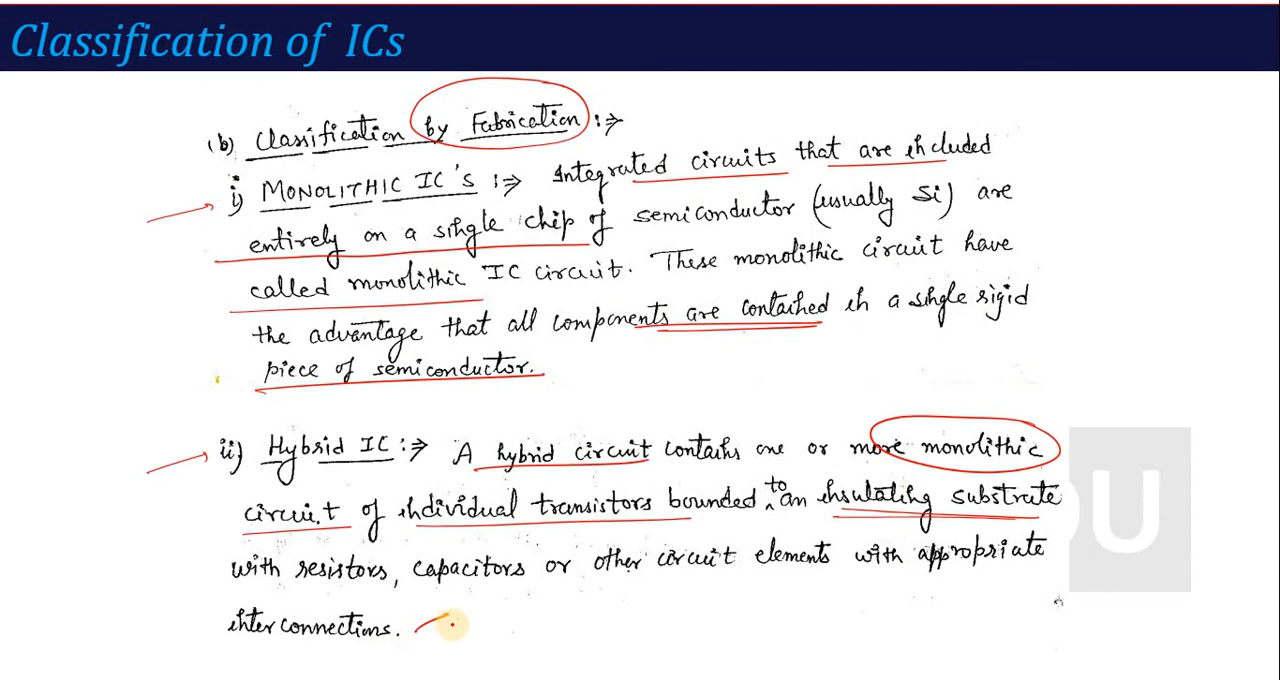 Classification of ICs
(b) Classification by Fabrication :⇒
i) MONOLITHIC IC'S :⇒ Integrated circuits that are included
entirely on a single chip of semiconductor (usually Si) are
called monolithic IC circuit. These monolithic circuit have
the advantage that all components are contained in a single rigid
piece of semiconductor.
ii) Hybrid IC :⇒ A hybrid circuit contains one or more monolithic
circuit of individual transistors bounded to an insulating substrate
with resistors, capacitors or other circuit elements with appropriate
inter connections.
U